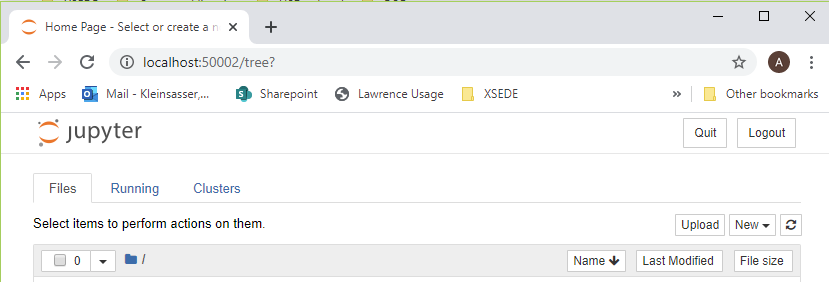 Home Page - Select or create a n
localhost:50002/tree?
A
Apps Mail - Kleinsasser,... Sharepoint Lawrence Usage XSEDE » Other bookmarks
jupyter Quit Logout
Files Running Clusters
Select items to perform actions on them. Upload New
0 / Name Last Modified File size